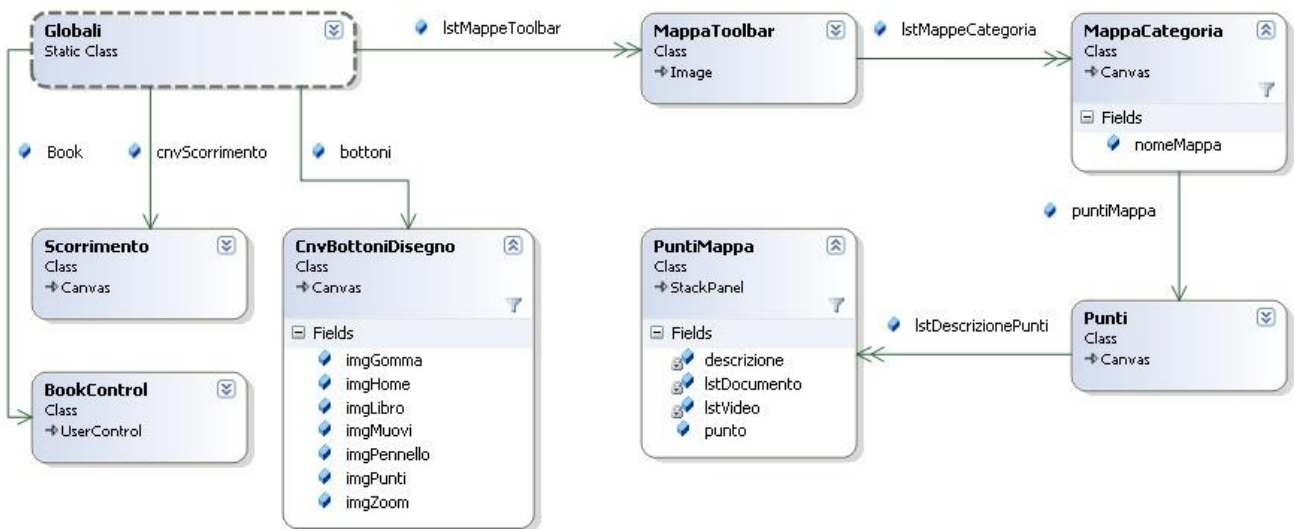 Globali
Static Class
lstMappeToolbar
MappaToolbar
Class
Image
lstMappeCategoria
MappaCategoria
Class
Canvas
Fields
nomeMappa
Book
cnvScorrimento
bottoni
puntiMappa
Scorrimento
Class
Canvas
CnvBottoniDisegno
Class
Canvas
Fields
imgGomma
imgHome
imgLibro
imgMuovi
imgPennello
imgPunti
imgZoom
PuntiMappa
Class
StackPanel
Fields
descrizione
lstDocumento
lstVideo
punto
lstDescrizionePunti
Punti
Class
Canvas
BookControl
Class
UserControl